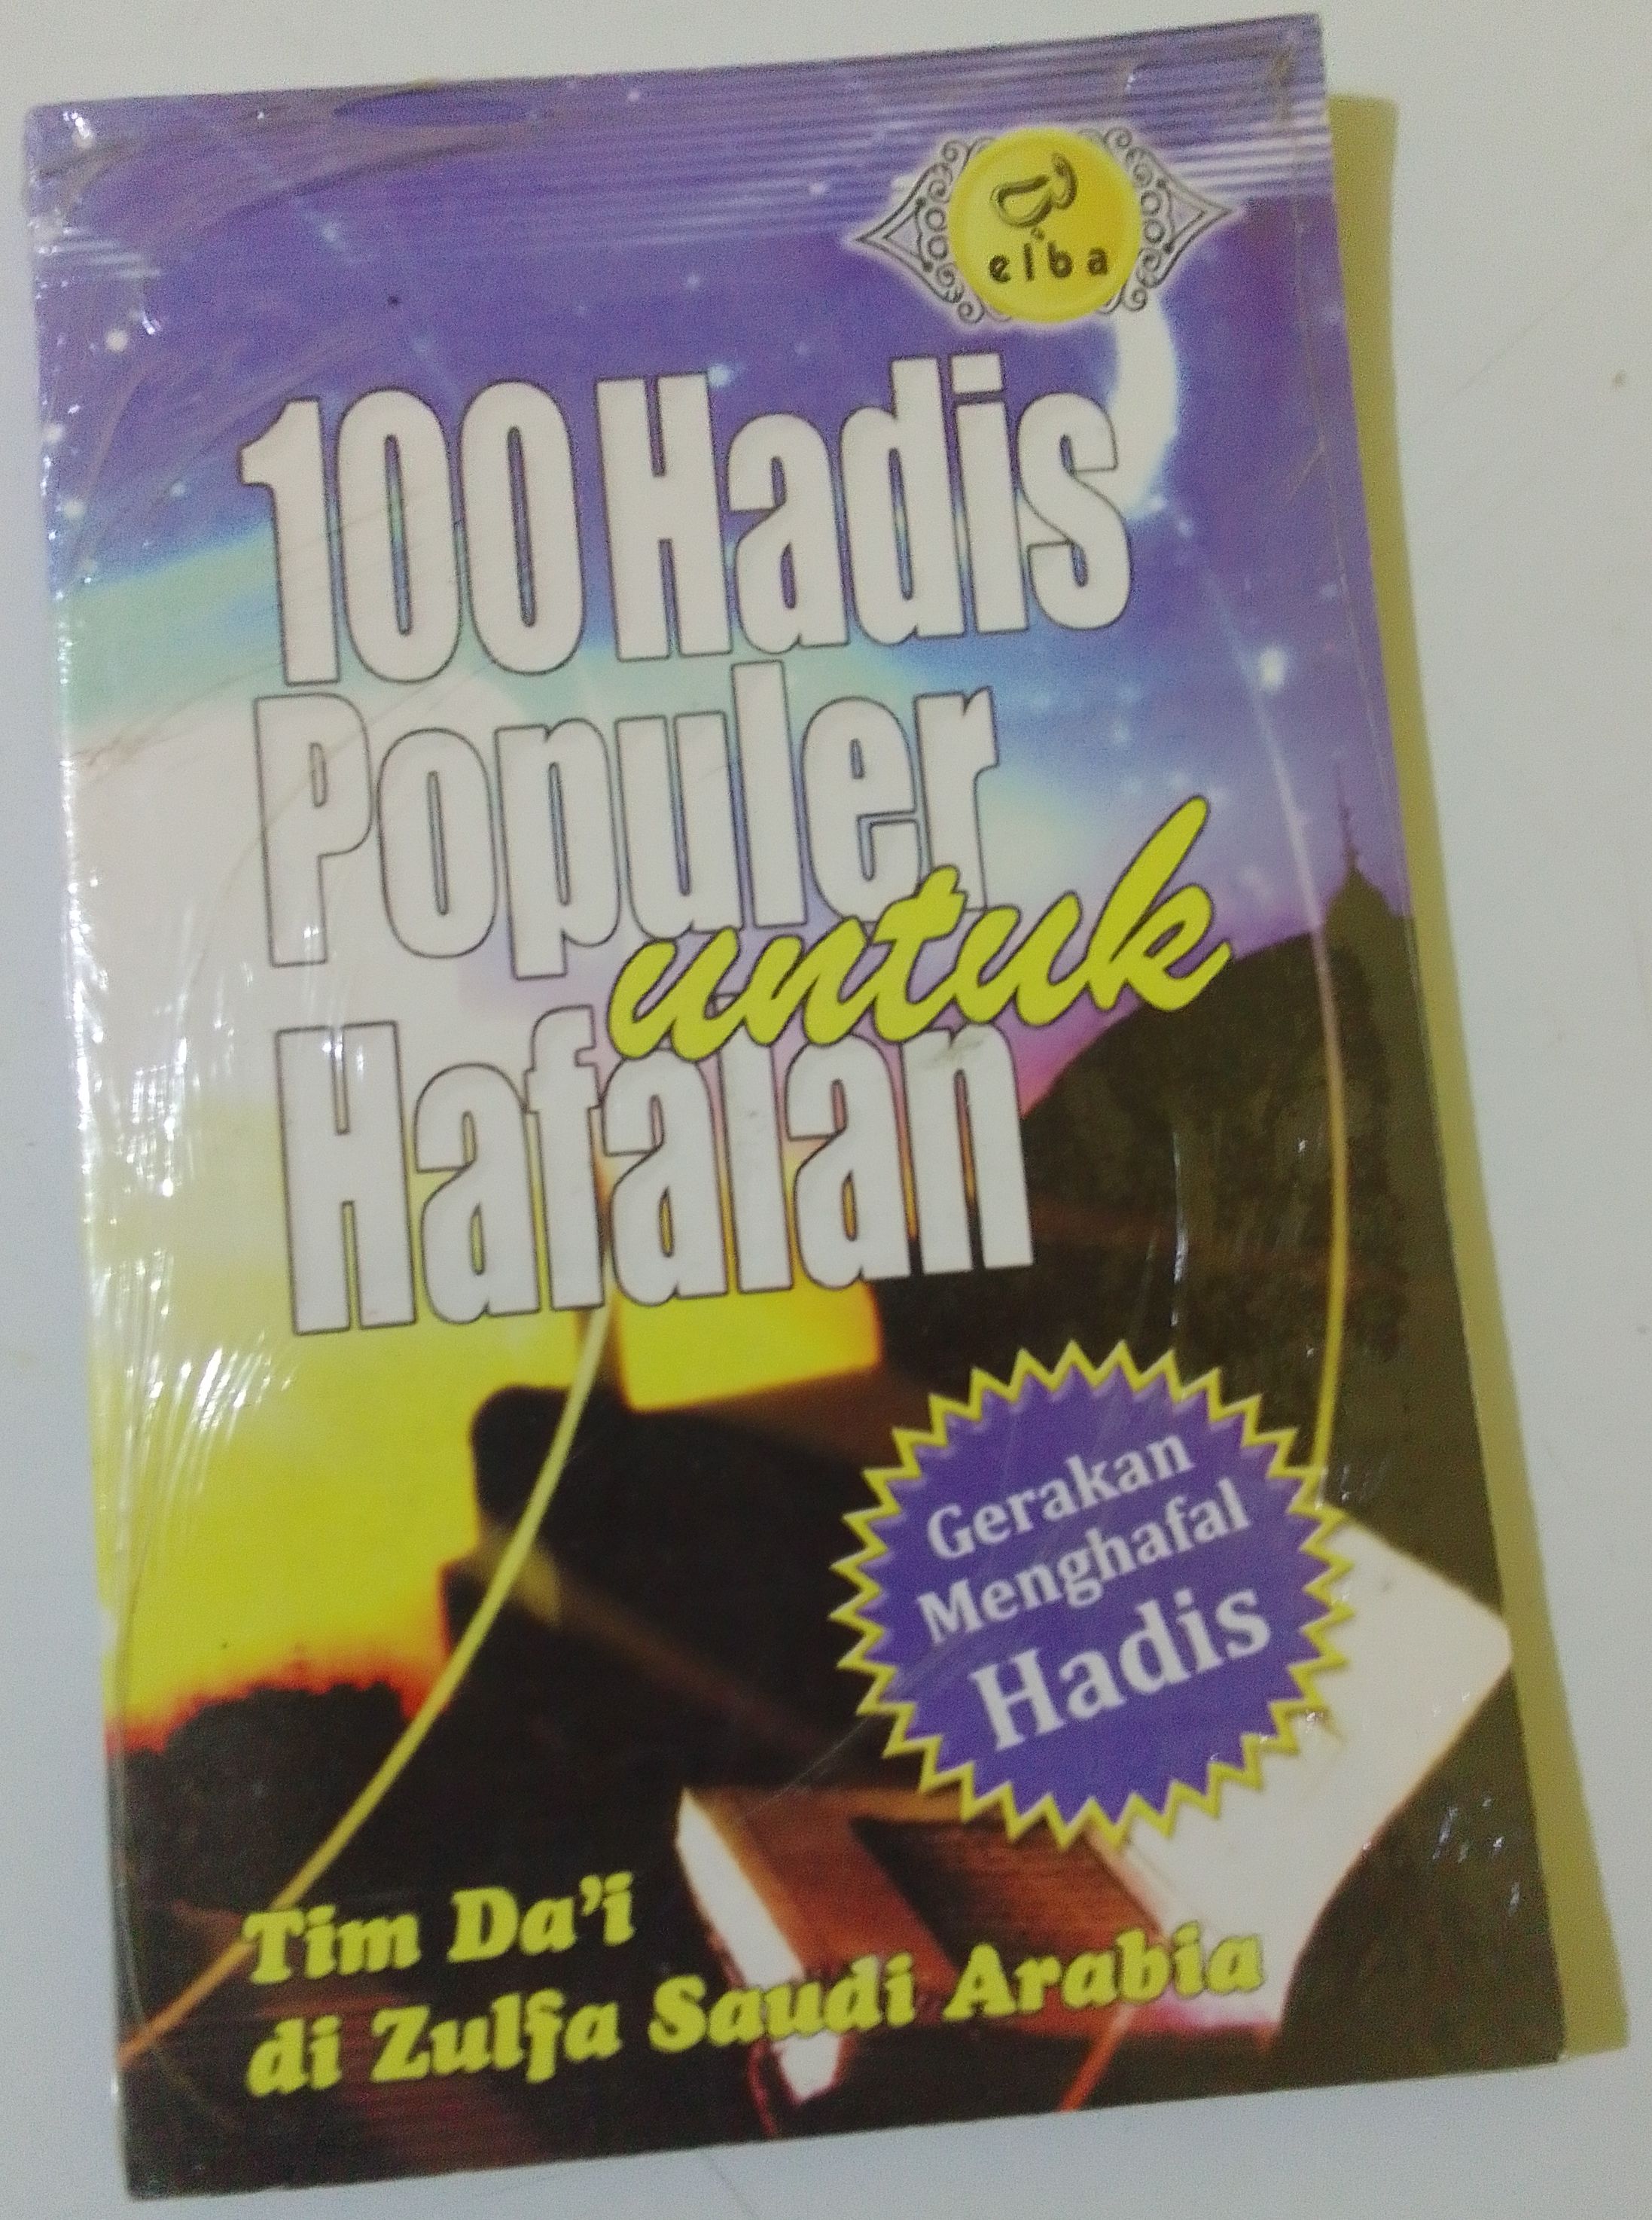 elba
100 Hadis
Populer
untuk
Hafalan
Gerakan
Menghafal
Hadis
Tim Da'i
di Zulfa Saudi Arabia